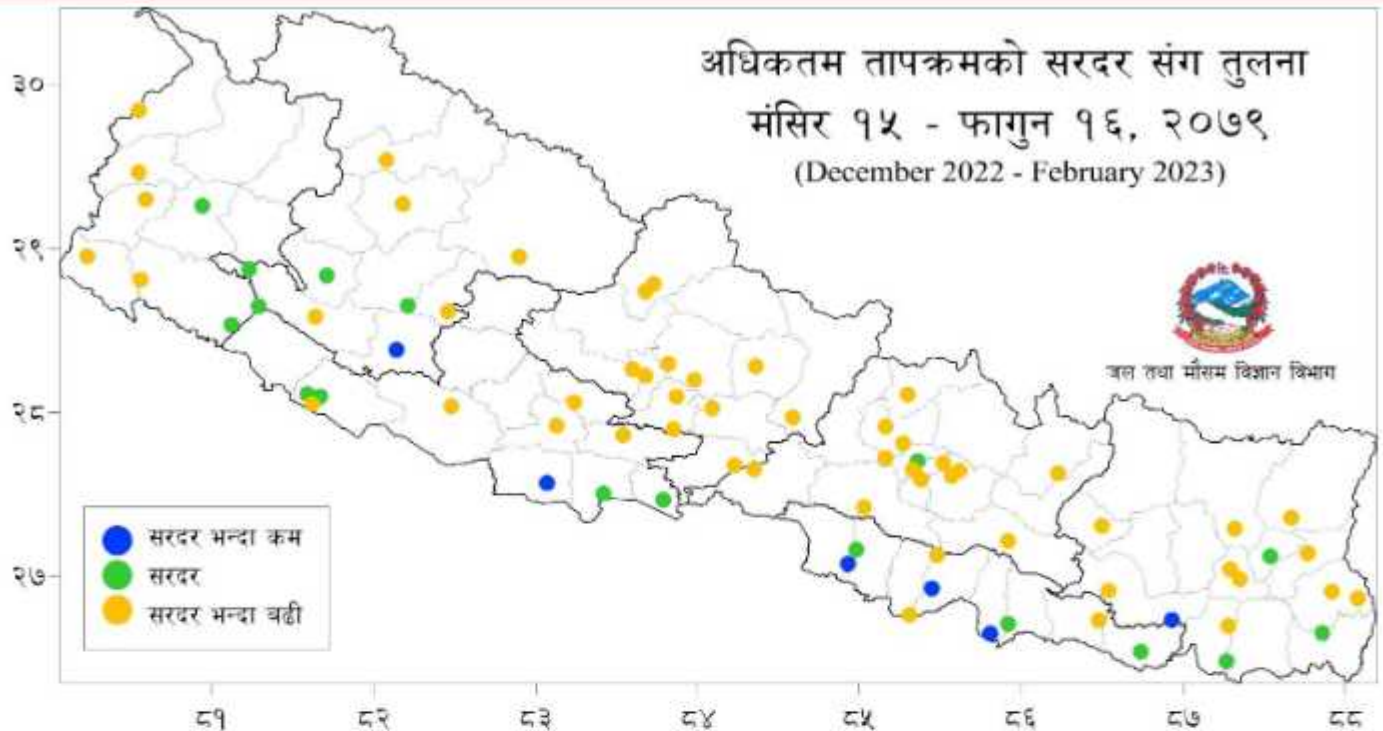 अधिकतम तापक्रमको सरदर संग तुलना
मंसिर १५ - फागुन १६, २०७९
(December 2022 - February 2023)
३०
२९
२८
२७
जल तथा मौसम विज्ञान विभाग
सरदर भन्दा कम
सरदर
सरदर भन्दा बढी
८१ ८२ ८३ ८४ ८५ ८६ ८७ ८८